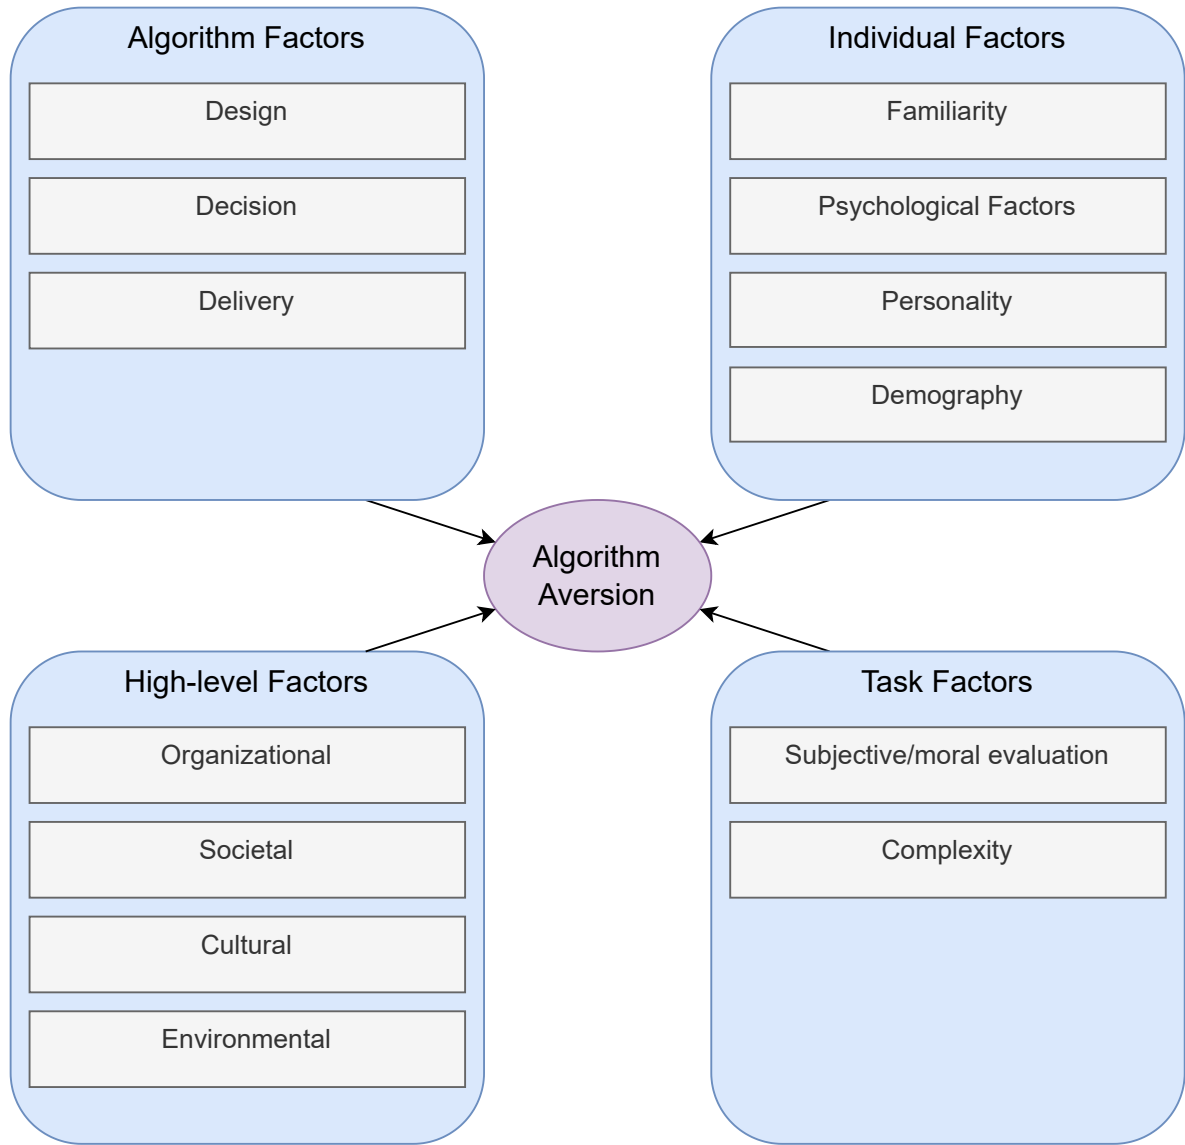 Algorithm Factors
Design
Decision
Delivery
Individual Factors
Familiarity
Psychological Factors
Personality
Demography
Algorithm
Aversion
High-level Factors
Organizational
Societal
Cultural
Environmental
Task Factors
Subjective/moral evaluation
Complexity